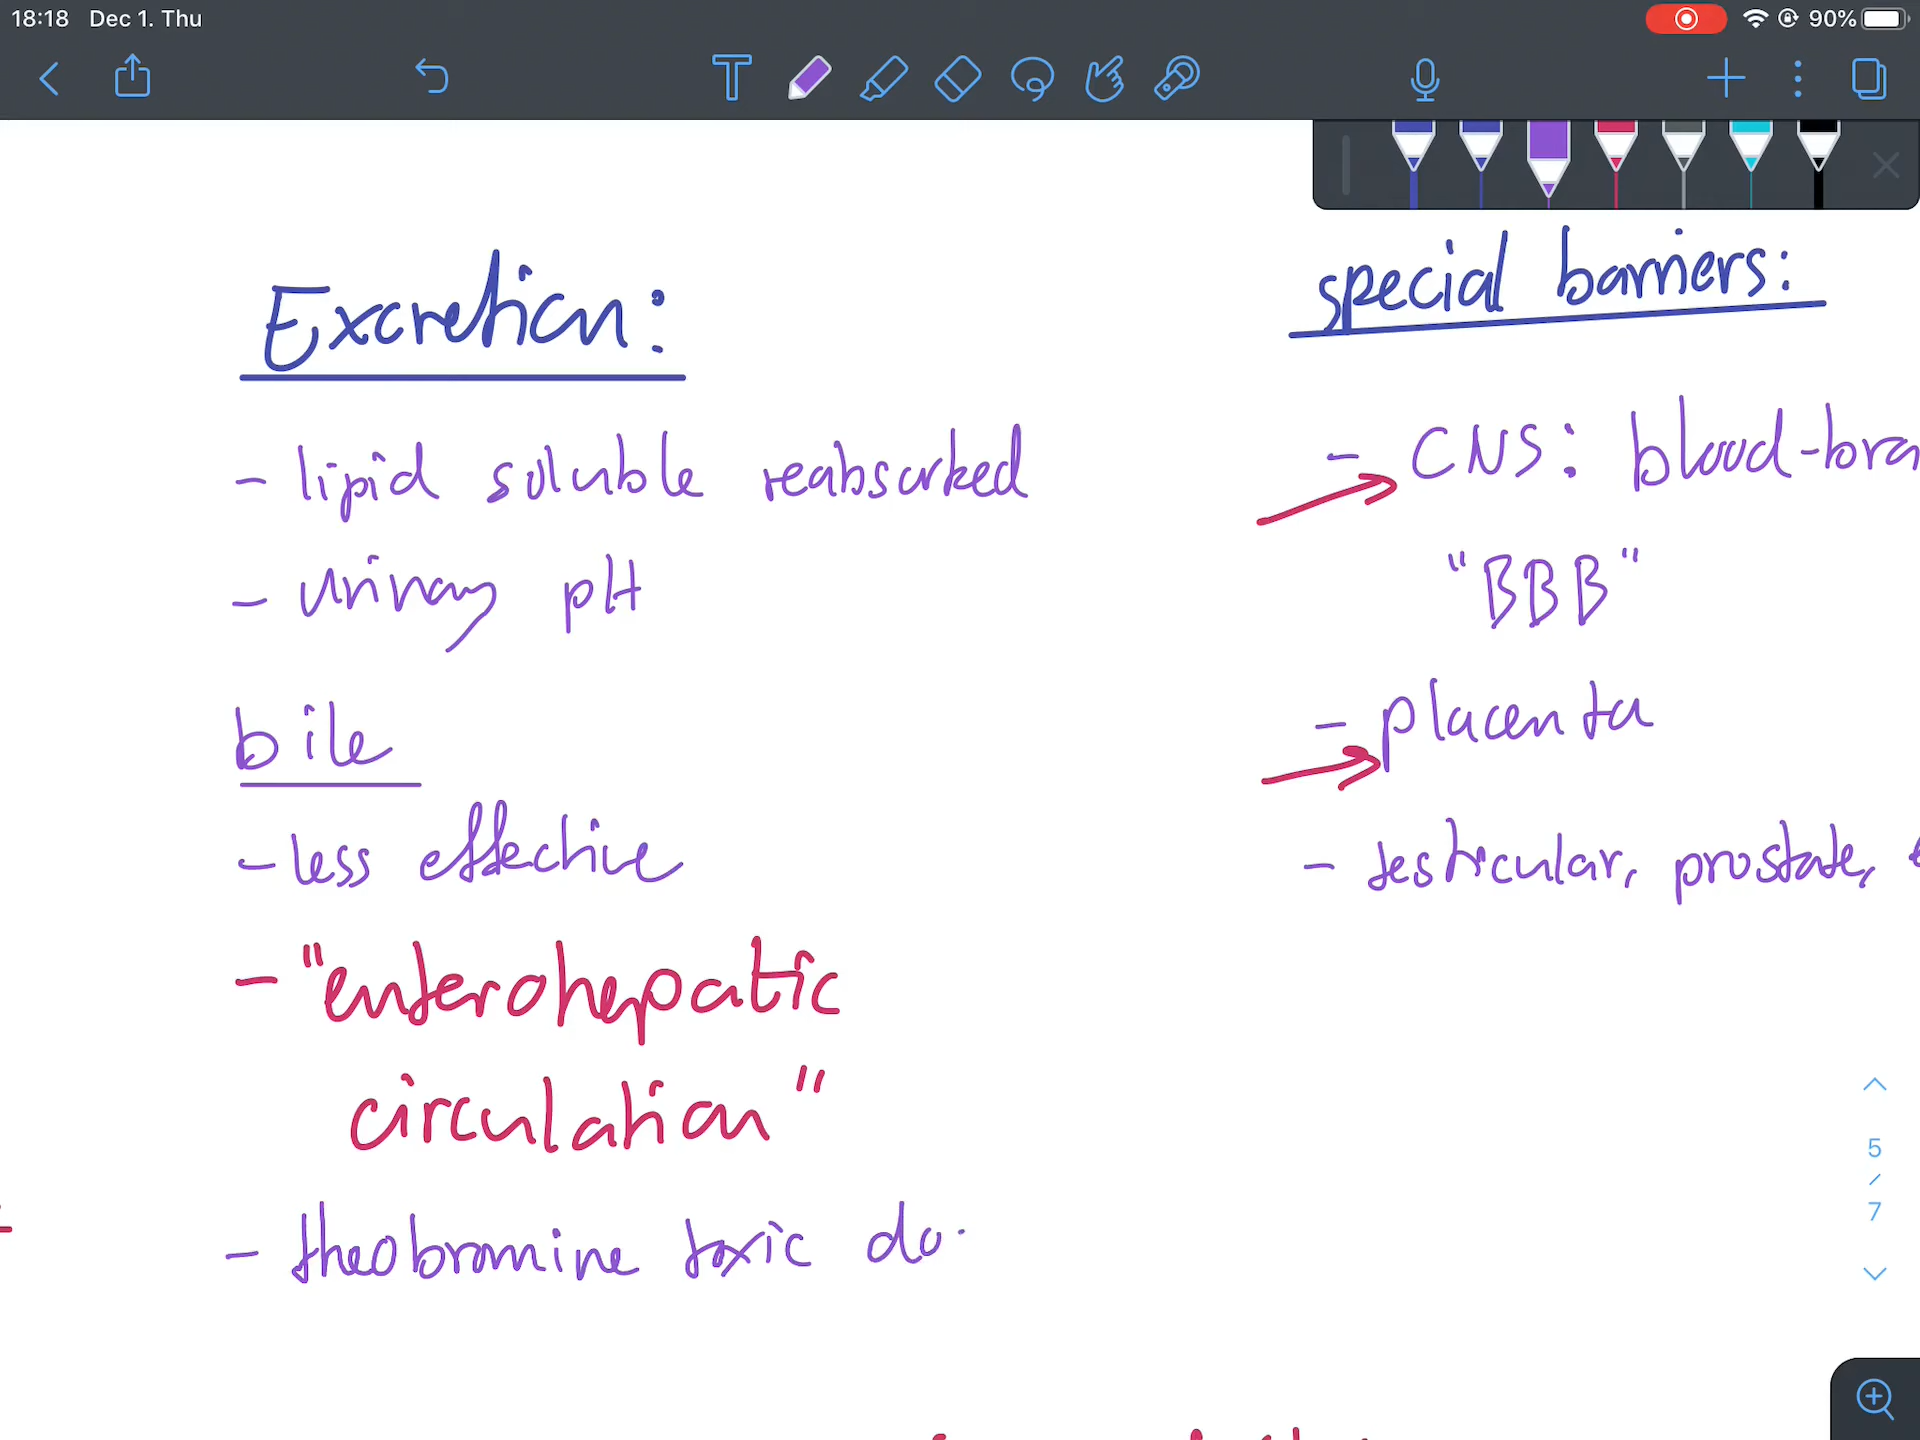 18:18 Dec 1. Thu
90%
Excretion:
- lipid soluble reabsorbed
- urinary pH
bile
- less effective
- "enterohepatic
circulation"
- theobromine toxic do
special barriers:
- CNS: blood-bra
"BBB"
- placenta
- testicular, prostate,
5
/
7